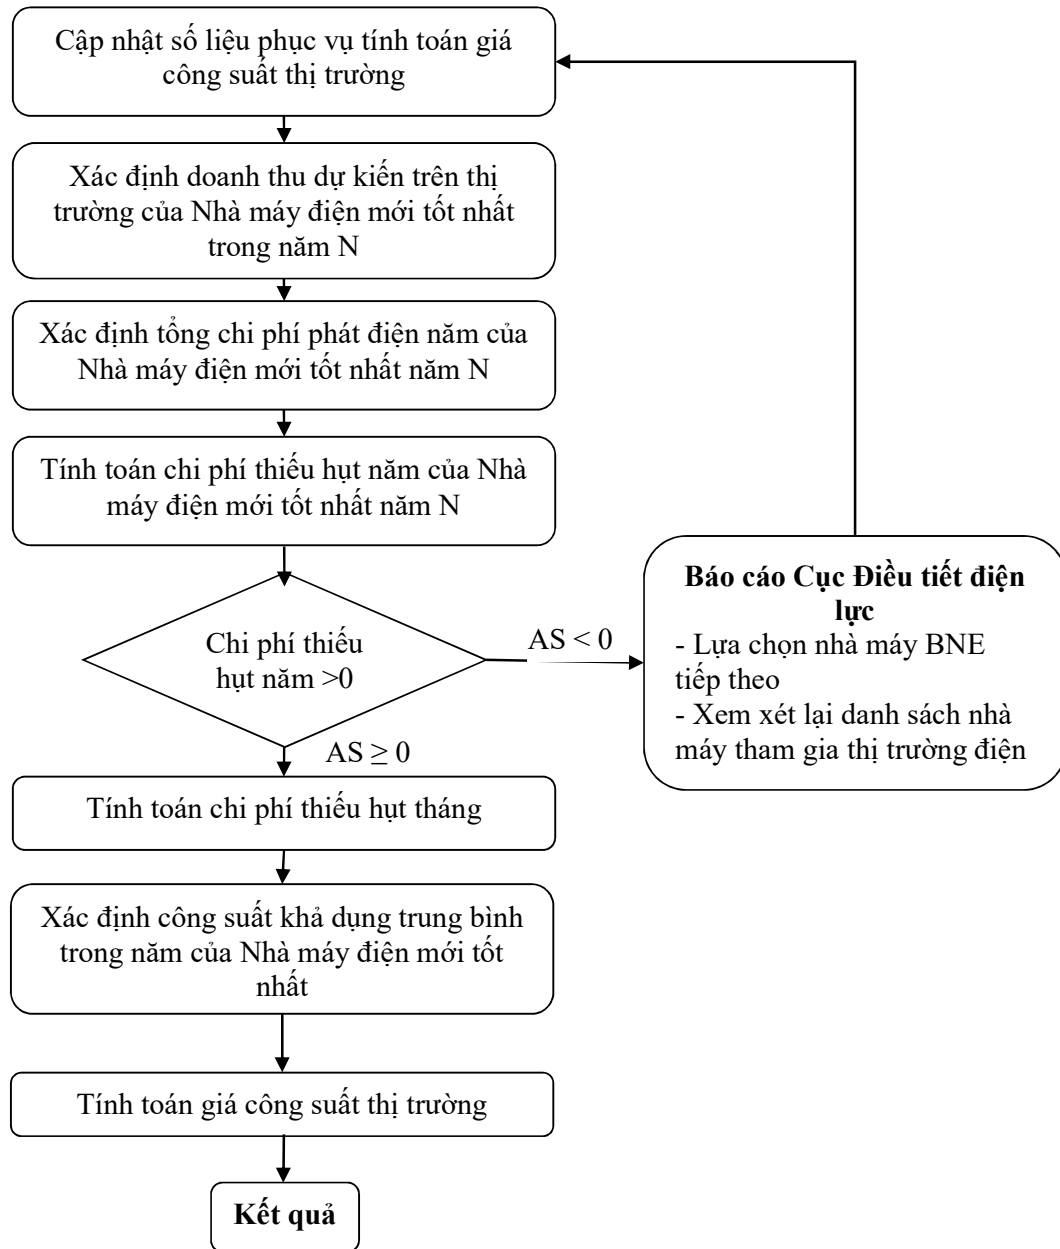 Cập nhật số liệu phục vụ tính toán giá
công suất thị trường
Xác định doanh thu dự kiến trên thị
trường của Nhà máy điện mới tốt nhất
trong năm N
Xác định tổng chi phí phát điện năm của
Nhà máy điện mới tốt nhất năm N
Tính toán chi phí thiếu hụt năm của Nhà
máy điện mới tốt nhất năm N
Chi phí thiếu
hụt năm >0
AS < 0
Báo cáo Cục Điều tiết điện
lực
- Lựa chọn nhà máy BNE
tiếp theo
- Xem xét lại danh sách nhà
máy tham gia thị trường điện
AS ≥ 0
Tính toán chi phí thiếu hụt tháng
Xác định công suất khả dụng trung bình
trong năm của Nhà máy điện mới tốt
nhất
Tính toán giá công suất thị trường
Kết quả